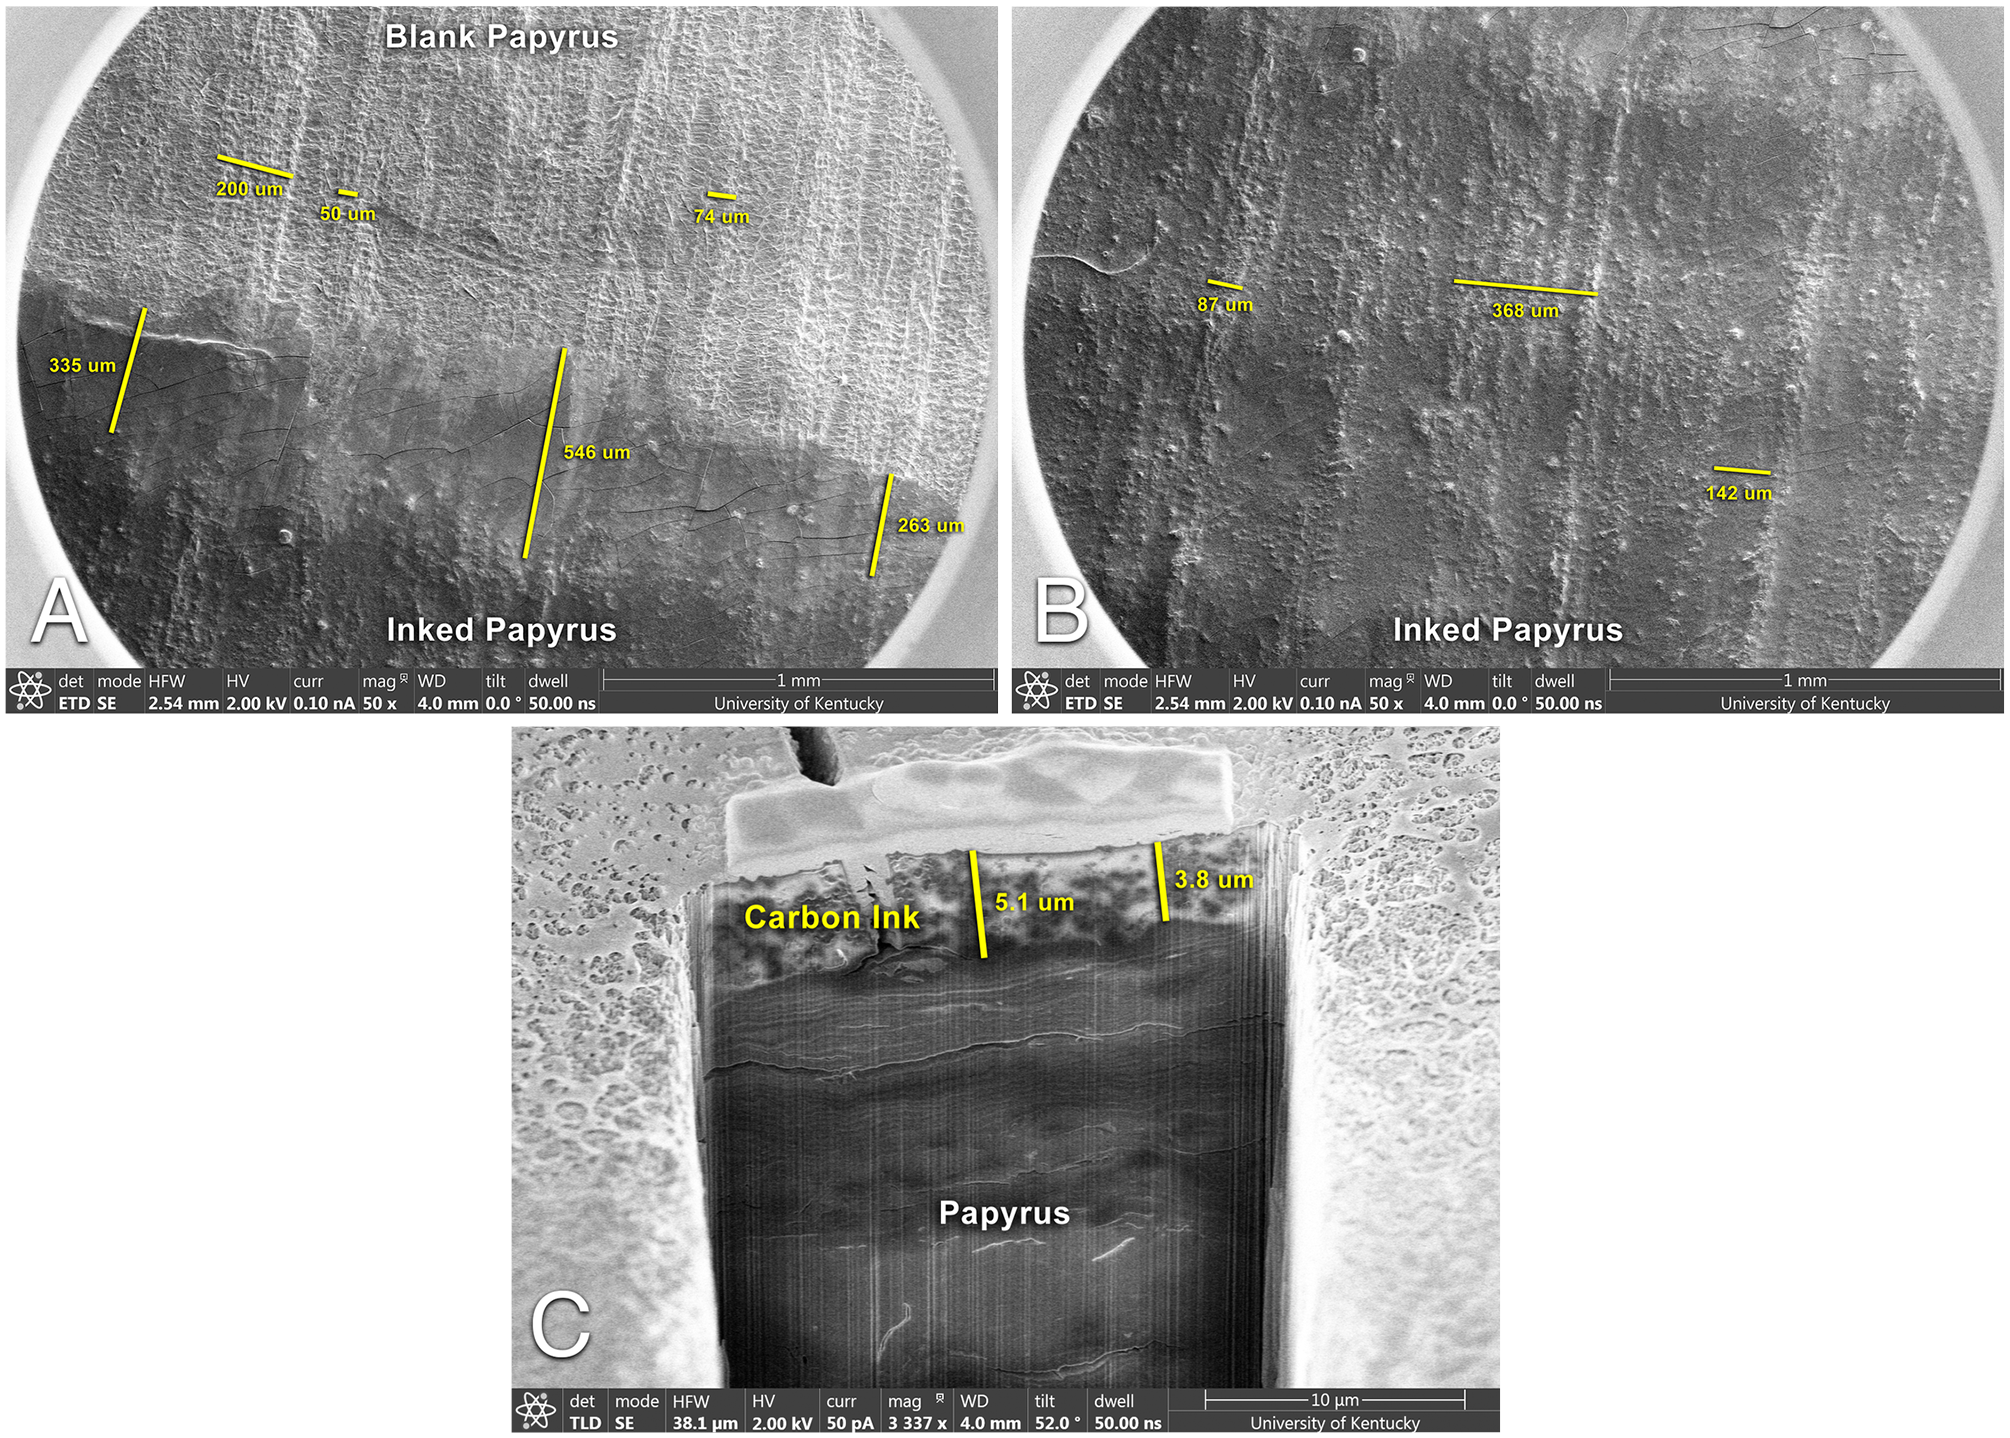 Blank Papyrus
200 um
50 um
74 um
335 um
546 um
263 um
A
Inked Papyrus
det mode HFW HV curr mag WD tilt dwell
ETD SE 2.54 mm 2.00 kV 0.10 nA 50 x 4.0 mm 0.0 ° 50.00 ns
1 mm
University of Kentucky
87 um
368 um
142 um
B
Inked Papyrus
det mode HFW HV curr mag WD tilt dwell
ETD SE 2.54 mm 2.00 kV 0.10 nA 50 x 4.0 mm 0.0 ° 50.00 ns
1 mm
University of Kentucky
3.8 um
5.1 um
Carbon Ink
Papyrus
C
det mode HFW HV curr mag WD tilt dwell
TLD SE 38.1 µm 2.00 kV 50 pA 3 337 x 4.0 mm 52.0 ° 50.00 ns
10 µm
University of Kentucky